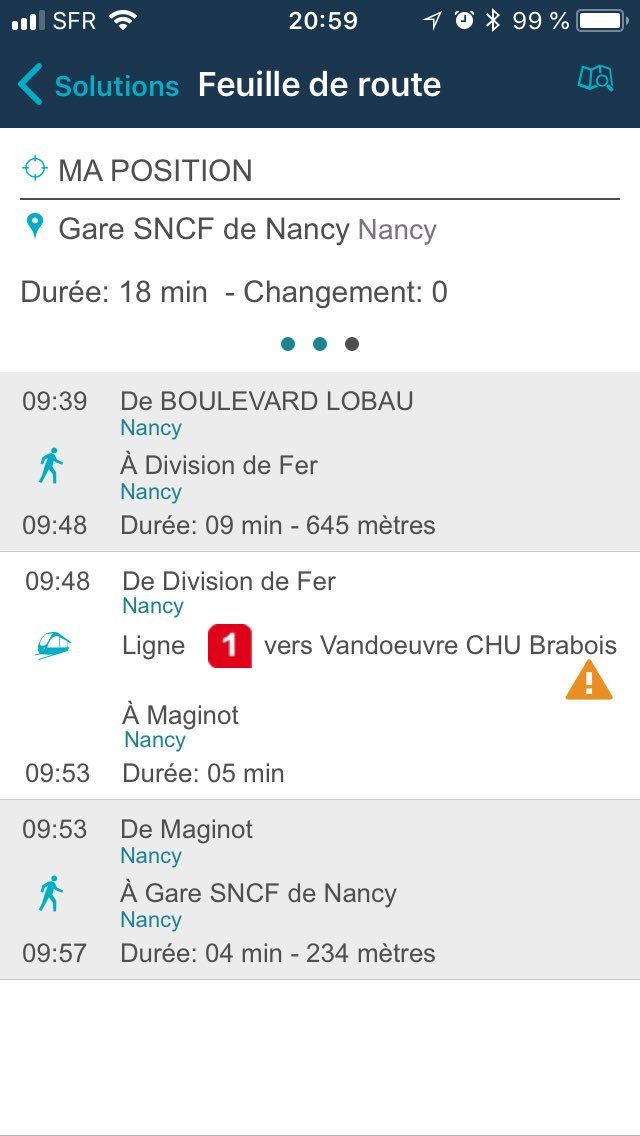 SFR 20:59 99 %
Solutions Feuille de route
MA POSITION
Gare SNCF de Nancy Nancy
Durée: 18 min - Changement: 0
09:39 De BOULEVARD LOBAU
Nancy
À Division de Fer
Nancy
09:48 Durée: 09 min - 645 mètres
09:48 De Division de Fer
Nancy
Ligne 1 vers Vandoeuvre CHU Brabois
À Maginot
Nancy
09:53 Durée: 05 min
09:53 De Maginot
Nancy
À Gare SNCF de Nancy
Nancy
09:57 Durée: 04 min - 234 mètres